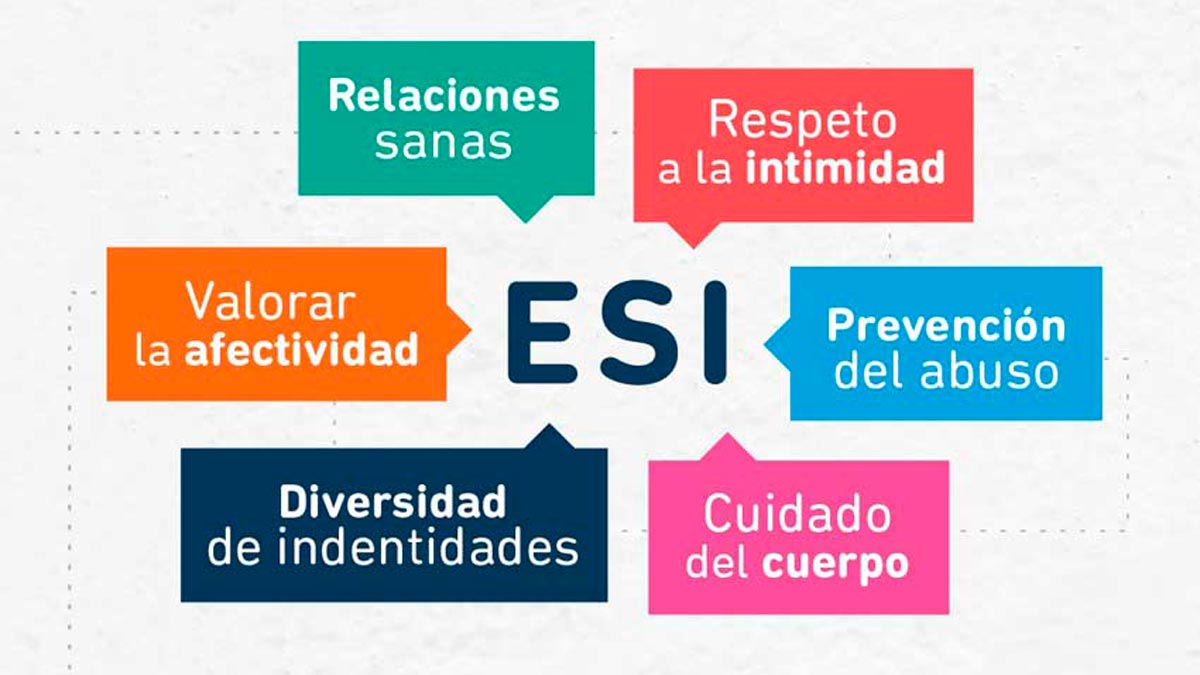 Relaciones
sanas
Respeto
a la intimidad
Valorar
la afectividad
ESI
Prevención
del abuso
Diversidad
de indentidades
Cuidado
del cuerpo